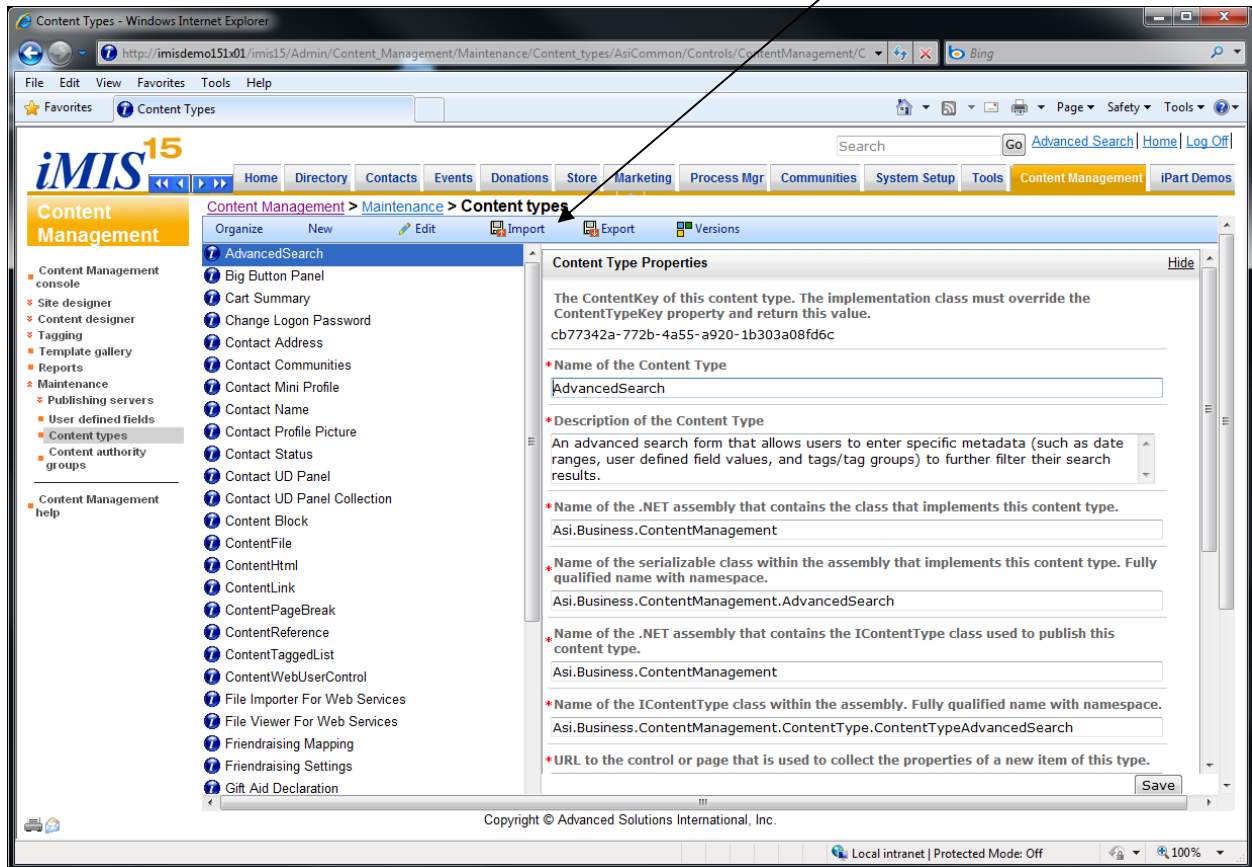 Content Types - Windows Internet Explorer
http://imisdemo151x01/imis15/Admin/Content_Management/Maintenance/Content_types/AsiCommon/Controls/ContentManagement/C
Bing
File Edit View Favorites Tools Help
Favorites Content Types Page Safety Tools
iMIS15
Search Go Advanced Search Home Log Off
Home Directory Contacts Events Donations Store Marketing Process Mgr Communities System Setup Tools Content Management iPart Demos
Content
Management
Content Management
console
Site designer
Content designer
Tagging
Template gallery
Reports
Maintenance
Publishing servers
User defined fields
Content types
Content authority
groups
Content Management
help
Content Management > Maintenance > Content types
Organize New Edit Import Export Versions
AdvancedSearch
Big Button Panel
Cart Summary
Change Logon Password
Contact Address
Contact Communities
Contact Mini Profile
Contact Name
Contact Profile Picture
Contact Status
Contact UD Panel
Contact UD Panel Collection
Content Block
ContentFile
ContentHtml
ContentLink
ContentPageBreak
ContentReference
ContentTaggedList
ContentWebUserControl
File Importer For Web Services
File Viewer For Web Services
Friendraising Mapping
Friendraising Settings
Gift Aid Declaration
Content Type Properties Hide
The ContentKey of this content type. The implementation class must override the
ContentTypeKey property and return this value.
cb77342a-772b-4a55-a920-1b303a08fd6c
*Name of the Content Type
AdvancedSearch
*Description of the Content Type
An advanced search form that allows users to enter specific metadata (such as date
ranges, user defined field values, and tags/tag groups) to further filter their search
results.
*Name of the .NET assembly that contains the class that implements this content type.
Asi.Business.ContentManagement
*Name of the serializable class within the assembly that implements this content type. Fully
qualified name with namespace.
Asi.Business.ContentManagement.AdvancedSearch
*Name of the .NET assembly that contains the IContentType class used to publish this
content type.
Asi.Business.ContentManagement
*Name of the IContentType class within the assembly. Fully qualified name with namespace.
Asi.Business.ContentManagement.ContentType.ContentTypeAdvancedSearch
*URL to the control or page that is used to collect the properties of a new item of this type.
Save
Copyright © Advanced Solutions International, Inc.
Local intranet | Protected Mode: Off 100%